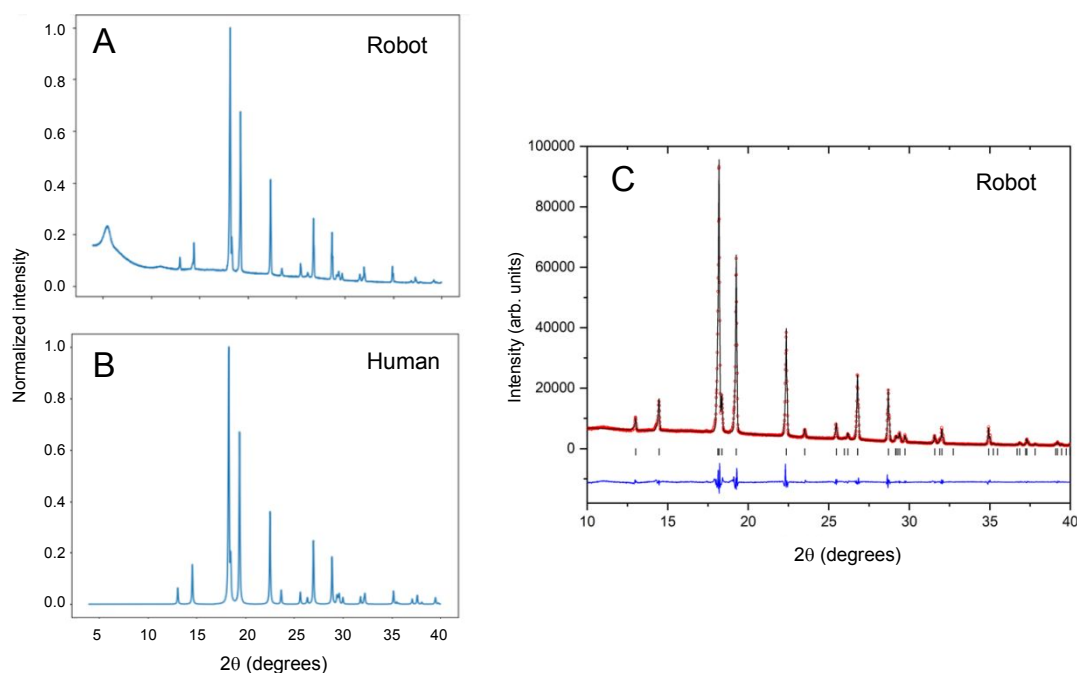 A
Robot
1.0
0.8
0.6
0.4
0.2
0.0
B
Human
1.0
0.8
0.6
0.4
0.2
0.0
Normalized intensity
5 10 15 20 25 30 35 40
2θ (degrees)
C
Robot
100000
80000
60000
40000
20000
0
Intensity (arb. units)
10 15 20 25 30 35 40
2θ (degrees)